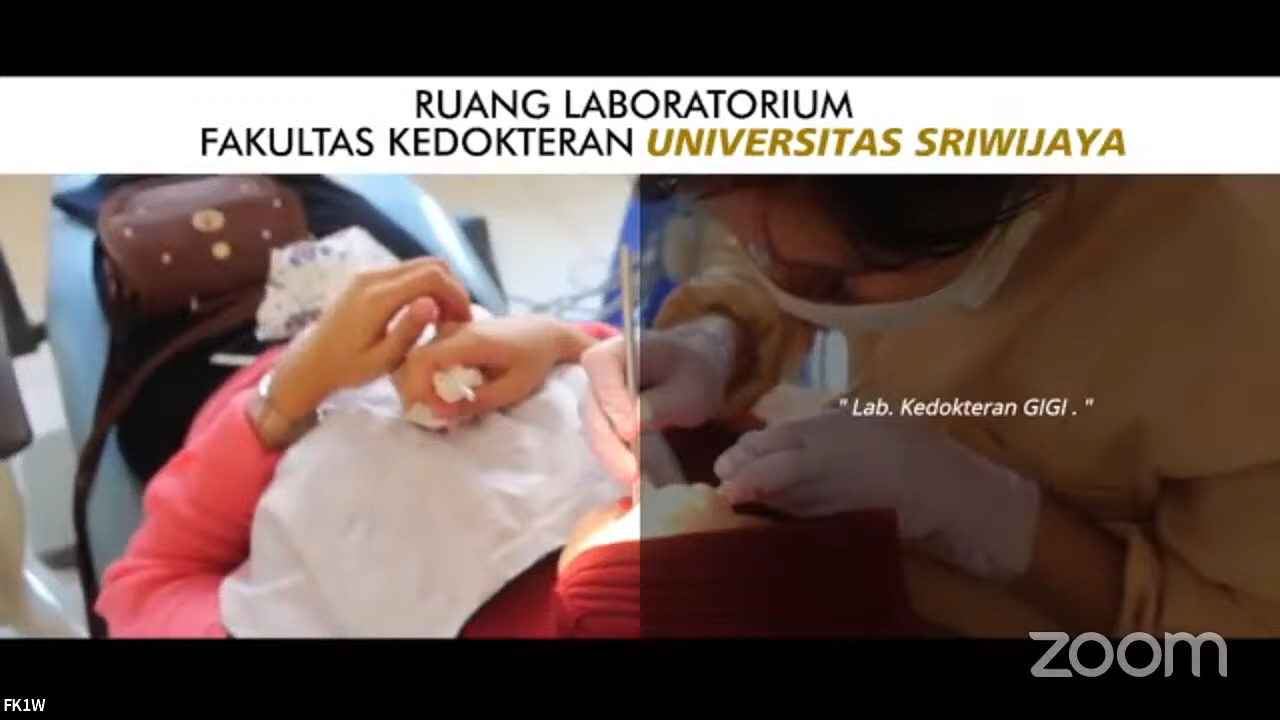 RUANG LABORATORIUM
FAKULTAS KEDOKTERAN UNIVERSITAS SRIWIJAYA
" Lab. Kedokteran GIGI . "
zoom
FK1W